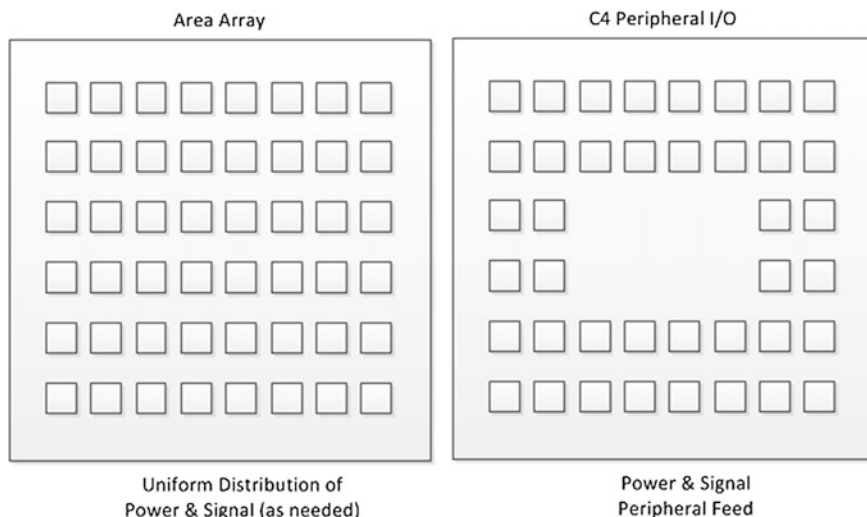 Area Array
C4 Peripheral I/O
Uniform Distribution of
Power & Signal (as needed)
Power & Signal
Peripheral Feed